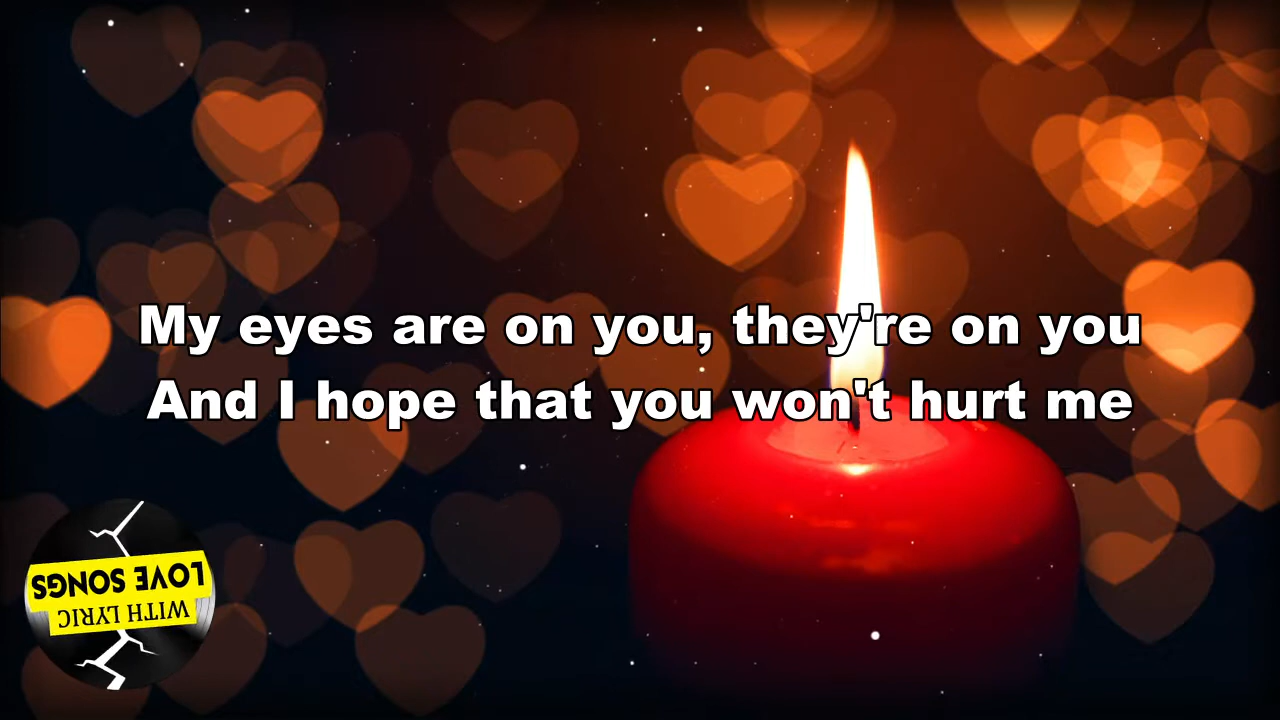 My eyes are on you, they're on you
And I hope that you won't hurt me
LOVE SONGS
WITH LYRIC